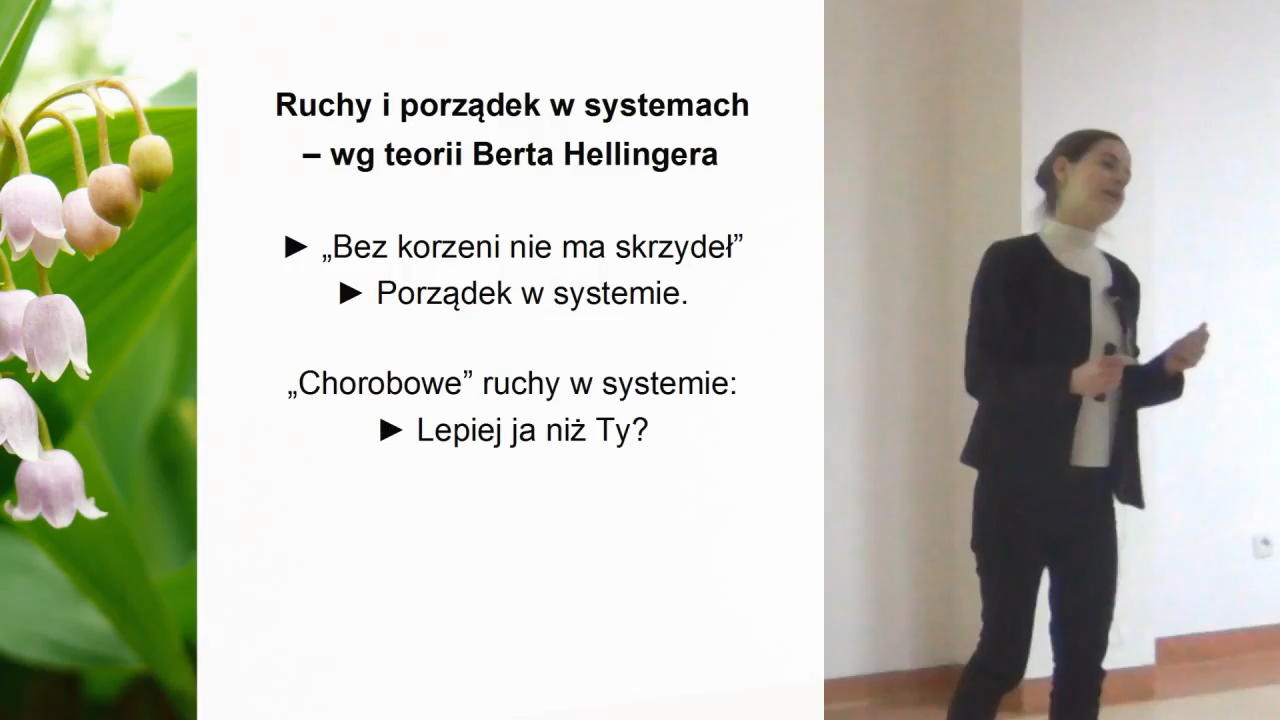 Ruchy i porządek w systemach
– wg teorii Berta Hellingera
► „Bez korzeni nie ma skrzydeł”
► Porządek w systemie.
„Chorobowe” ruchy w systemie:
► Lepiej ja niż Ty?